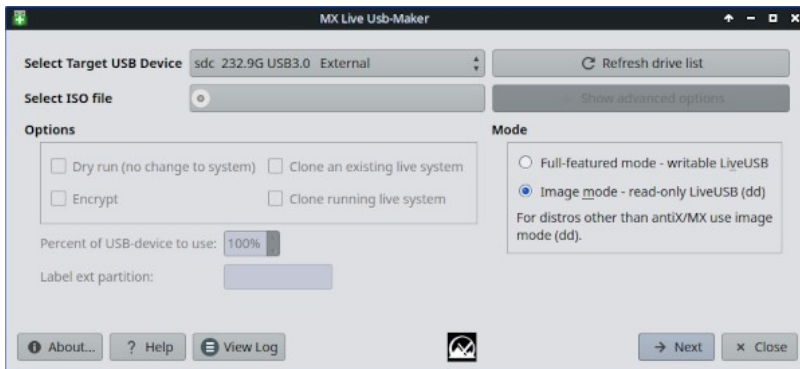 MX Live Usb-Maker
Select Target USB Device sdc 232.9G USB3.0 External Refresh drive list
Select ISO file Show advanced options
Options
Dry run (no change to system) Clone an existing live system
Encrypt Clone running live system
Percent of USB-device to use: 100%
Label ext partition:
Mode
Full-featured mode - writable LiveUSB
Image mode - read-only LiveUSB (dd)
For distros other than antiX/MX use image
mode (dd).
About... ? Help View Log → Next × Close